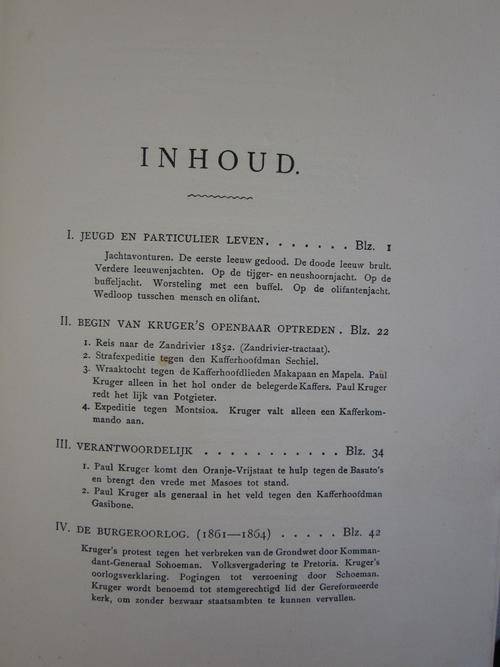 INHOUD.
I. JEUGD EN PARTICULIER LEVEN. . . . . . . Blz. 1
Jachtavonturen. De eerste leeuw gedood. De doode leeuw brult.
Verdere leeuwenjachten. Op de tijger- en neushoornjacht. Op de
buffeljacht. Worsteling met een buffel. Op de olifantenjacht.
Wedloop tusschen mensch en olifant.
II. BEGIN VAN KRUGER'S OPENBAAR OPTREDEN . Blz. 22
1. Reis naar de Zandrivier 1852. (Zandrivier-tractaat).
2. Strafexpeditie tegen den Kafferhoofdman Sechiel.
3. Wraaktocht tegen de Kafferhoofdlieden Makapaan en Mapela. Paul
Kruger alleen in het hol onder de belegerde Kaffers. Paul Kruger
redt het lijk van Potgieter.
4. Expeditie tegen Montsioa. Kruger valt alleen een Kafferkom-
mando aan.
III. VERANTWOORDELIJK . . . . . . . . . . . Blz. 34
1. Paul Kruger komt den Oranje-Vrijstaat te hulp tegen de Basuto's
en brengt den vrede met Masoes tot stand.
2. Paul Kruger als generaal in het veld tegen den Kafferhoofdman
Gasibone.
IV. DE BURGEROORLOG. (1861—1864) . . . . . Blz. 42
Kruger's protest tegen het verbreken van de Grondwet door Komman-
dant-Generaal Schoeman. Volksvergadering te Pretoria. Kruger's
oorlogsverklaring. Pogingen tot verzoening door Schoeman.
Kruger wordt benoemd tot stemgerechtigd lid der Gereformeerde
kerk, om zonder bezwaar staatsambten te kunnen vervullen.